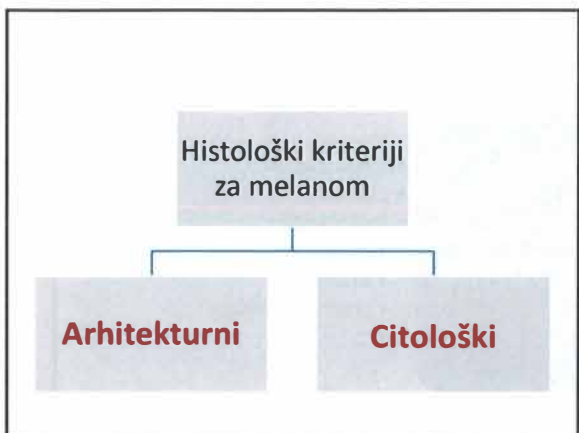 Histološki kriteriji
za melanom
Arhitekturni
Citološki